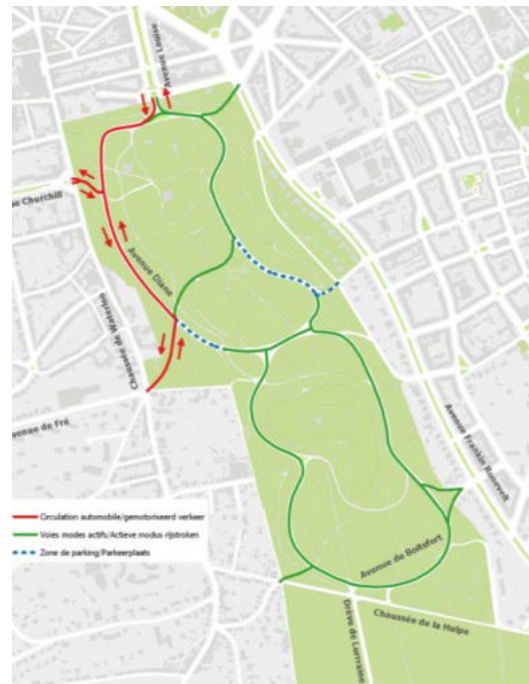 Avenue Louise
ue Churchill
Avenue Diane
Chaussée de Waterloo
Avenue de Fré
Avenue Franklin Roosevelt
Circulation automobile/gemotoriseerd verkeer
Voies modes actifs/Actieve modus rijstroken
Zone de parking/Parkeerplaats
Avenue de Boitsfort
Chaussée de la Hulpe
Drève de Lorraine